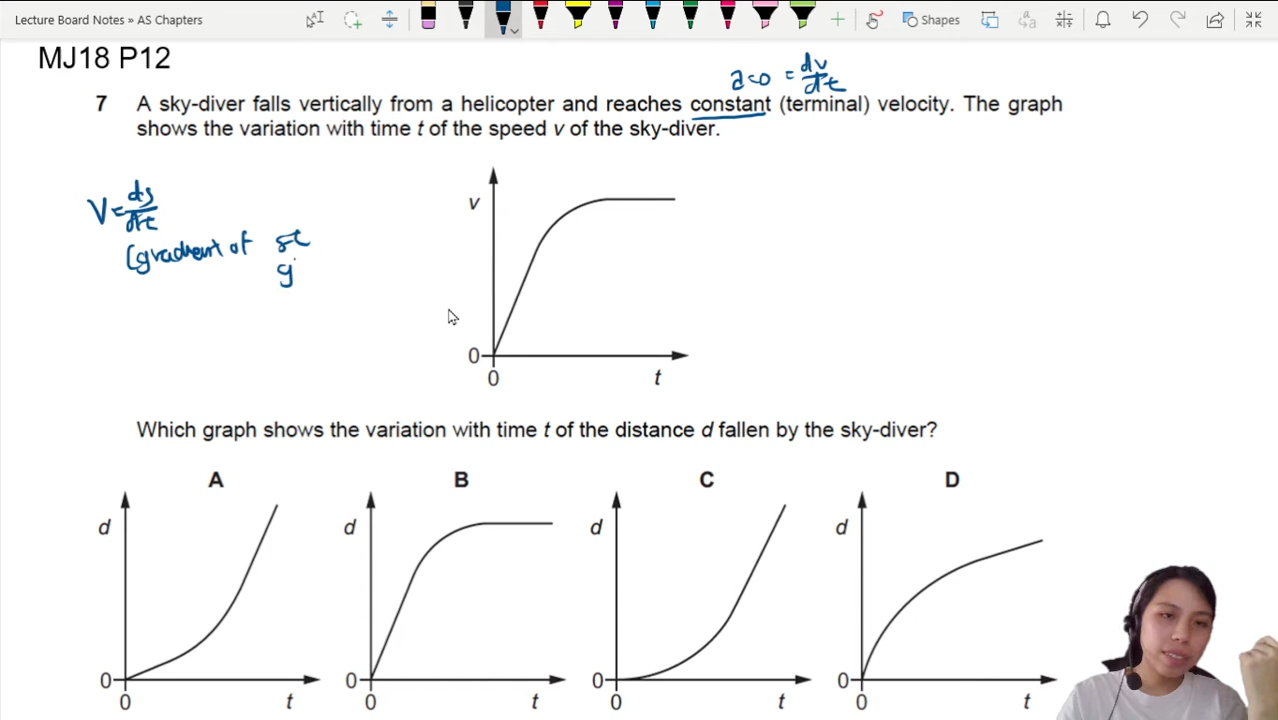 Lecture Board Notes » AS Chapters
Shapes
MJ18 P12
a=0 = dv
dt
7 A sky-diver falls vertically from a helicopter and reaches constant (terminal) velocity. The graph
shows the variation with time t of the speed v of the sky-diver.
v
0
0
t
V= ds
dt
(gradient of st
g
Which graph shows the variation with time t of the distance d fallen by the sky-diver?
A
d
0
0
t
B
d
0
0
t
C
d
0
0
t
D
d
0
0
t